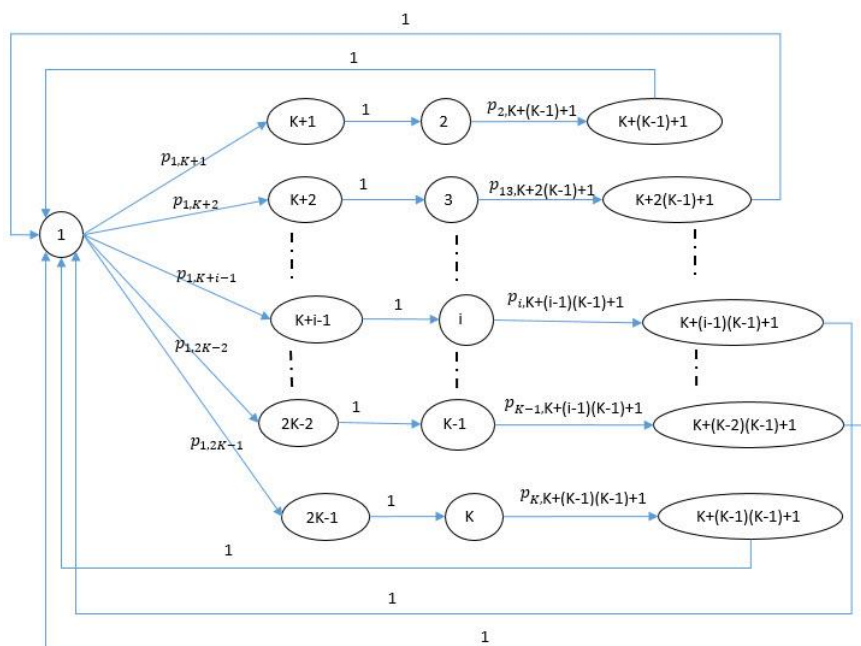 1
1
K+1 1 2 p2,K+(K-1)+1 K+(K-1)+1
p1,K+1
K+2 1 3 p13,K+2(K-1)+1 K+2(K-1)+1
p1,K+2
1
p1,K+i−1
K+i-1 1 i pi,K+(i-1)(K-1)+1 K+(i-1)(K-1)+1
p1,2K−2
2K-2 1 K-1 pK−1,K+(i-1)(K-1)+1 K+(K-2)(K-1)+1
p1,2K−1
2K-1 1 K pK,K+(K-1)(K-1)+1 K+(K-1)(K-1)+1
1
1
1